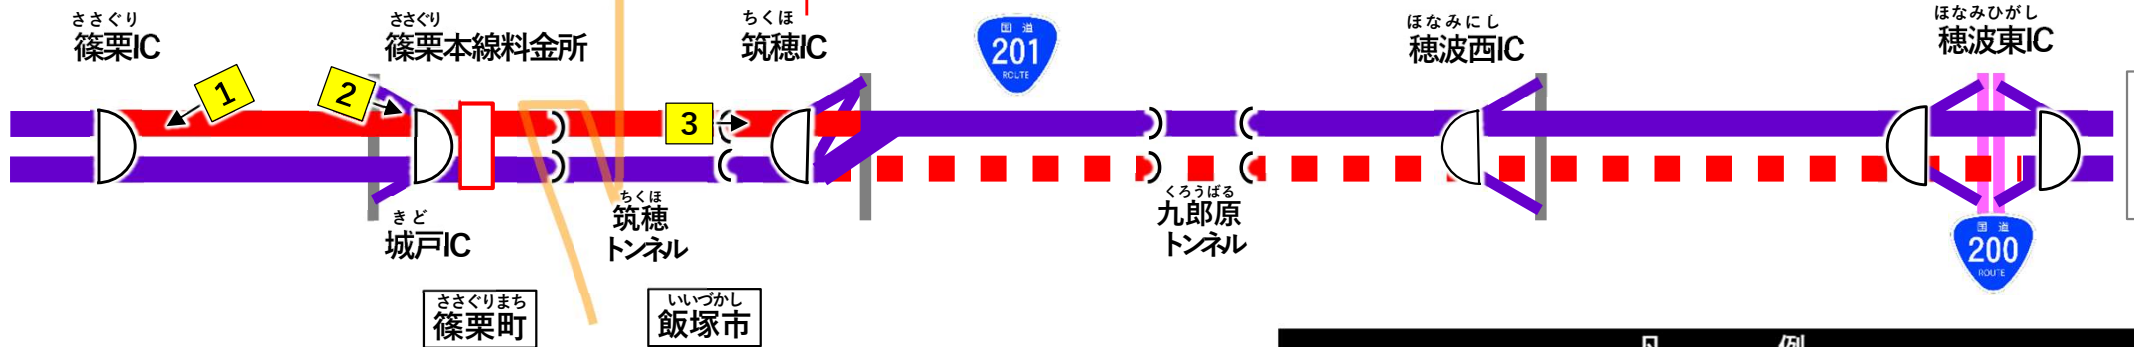 ささぐり
篠栗IC
ささぐり
篠栗本線料金所
ちくほ
筑穂IC
国道
201
ROUTE
ほなみにし
穂波西IC
ほなみひがし
穂波東IC
1
2
3
きど
城戸IC
ちくほ
筑穂
トンネル
くろうばる
九郎原
トンネル
国道
200
ROUTE
ささぐりまち
篠栗町
いいづかし
飯塚市
凡例